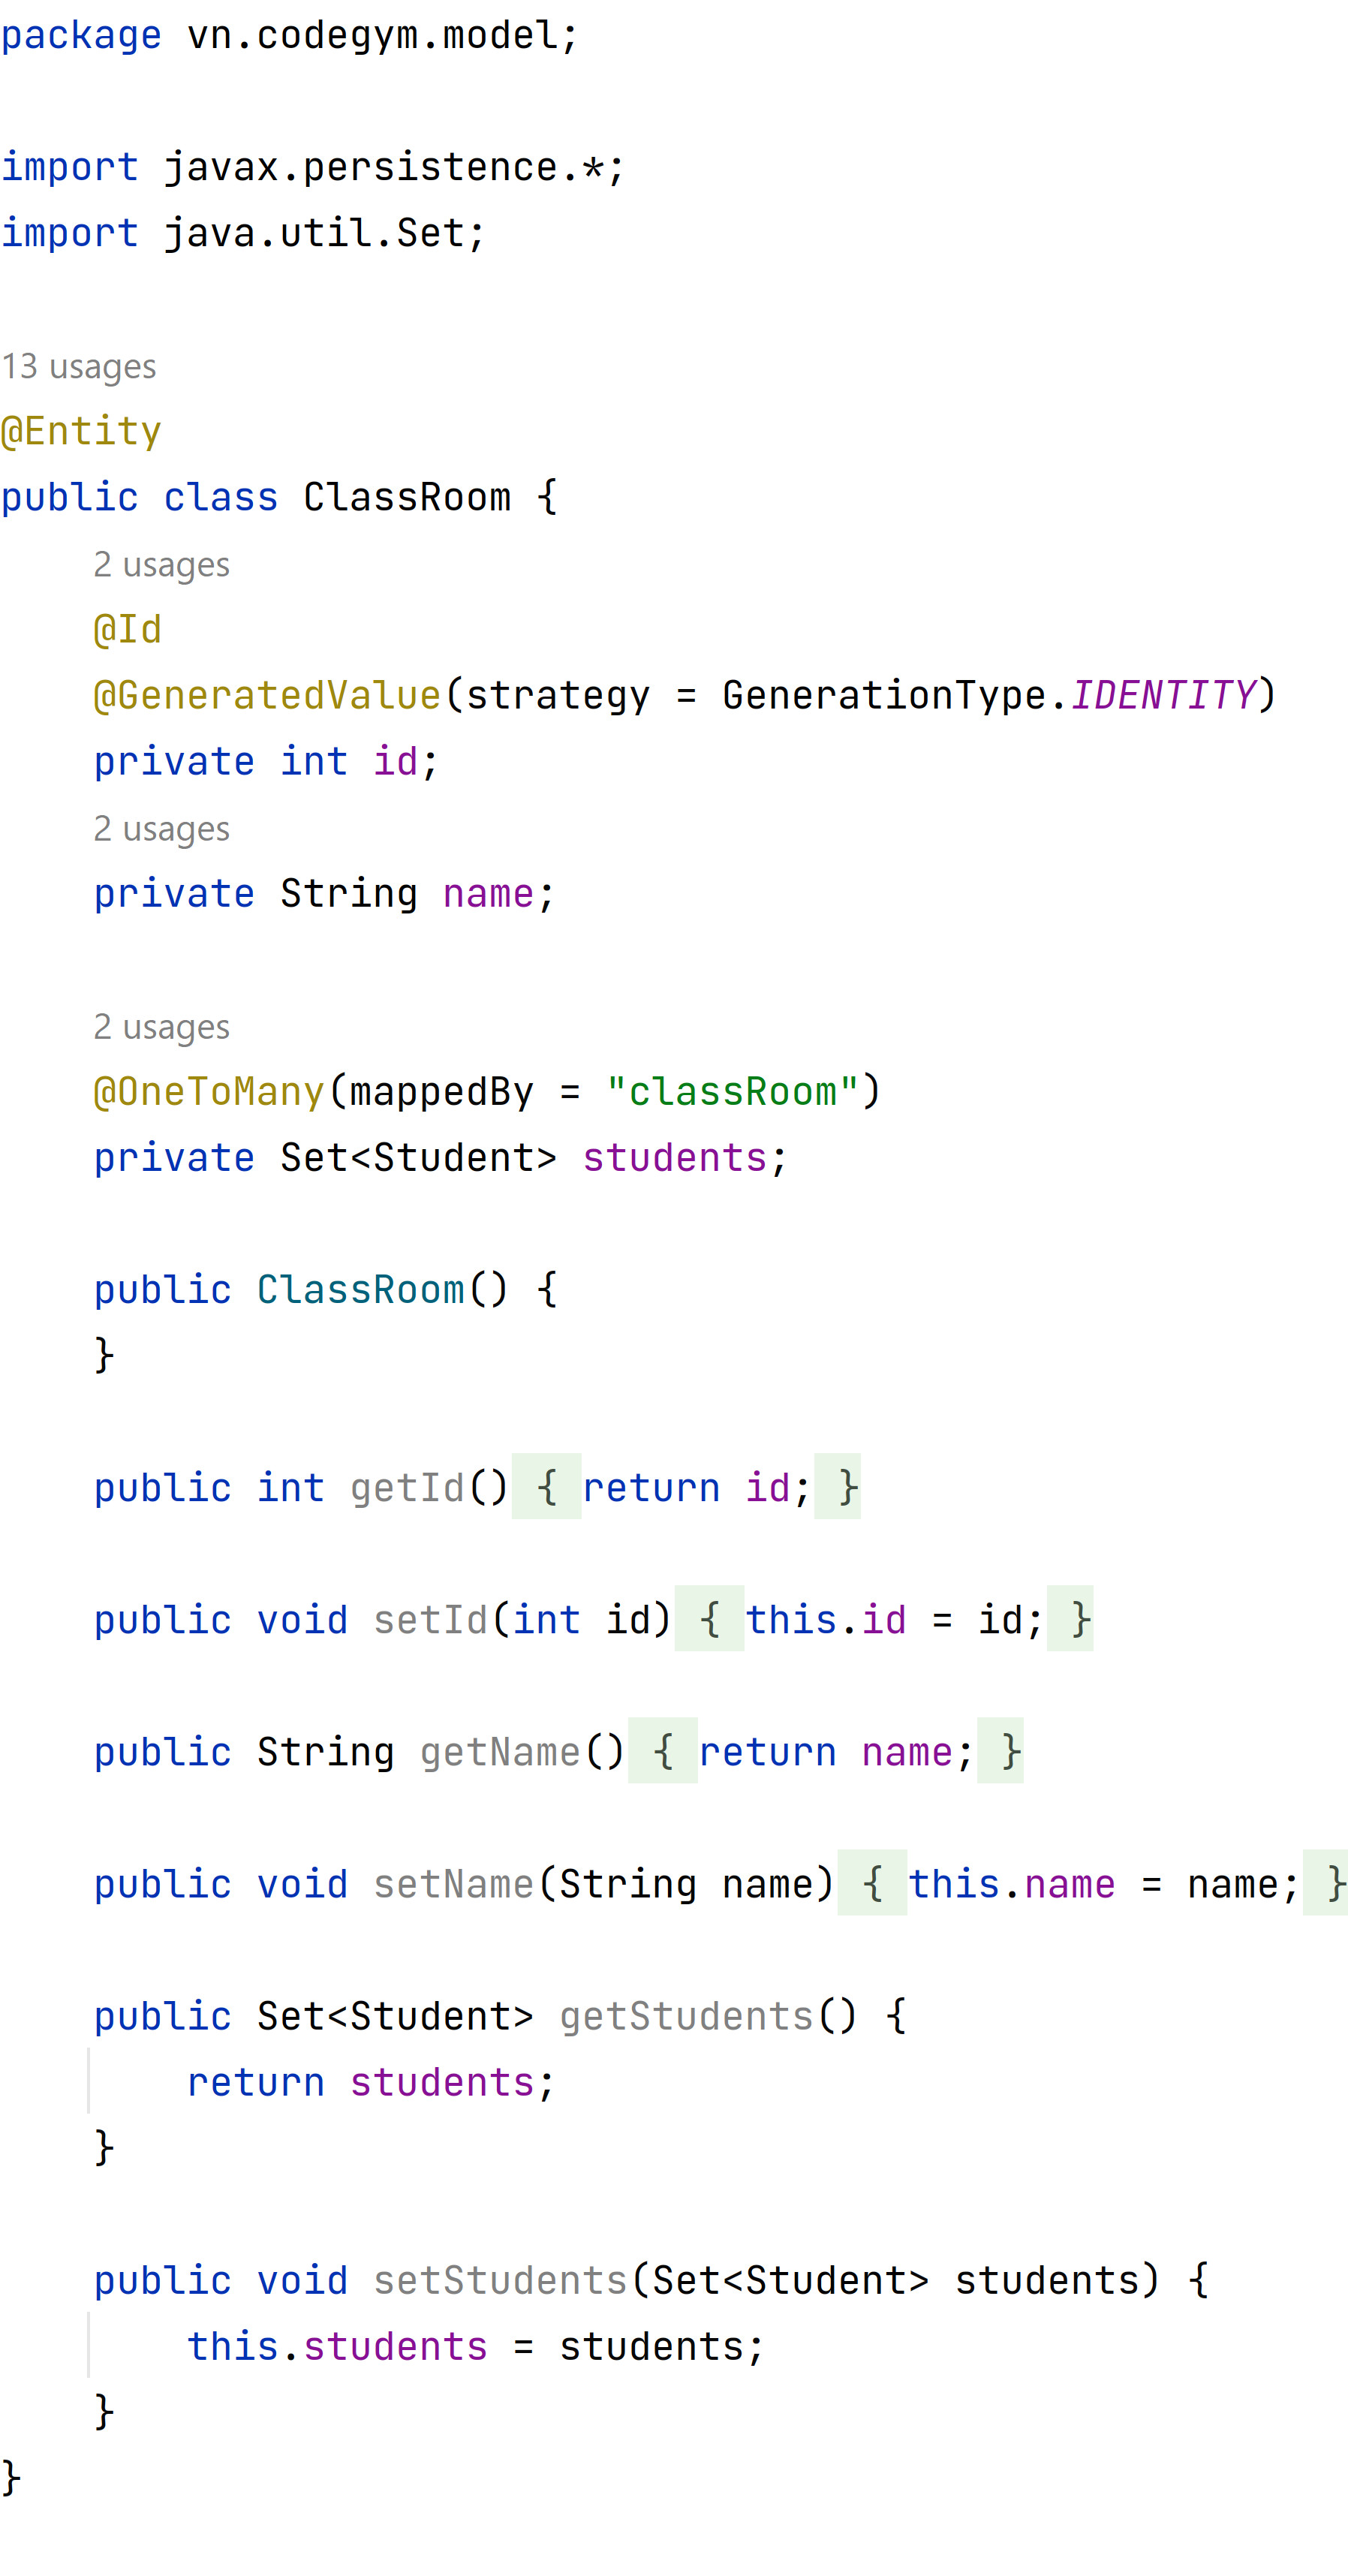 package vn.codegym.model;
import javax.persistence.*;
import java.util.Set;
13 usages
@Entity
public class ClassRoom {
2 usages
@Id
@GeneratedValue(strategy = GenerationType.IDENTITY)
private int id;
2 usages
private String name;
2 usages
@OneToMany(mappedBy = "classRoom")
private Set<Student> students;
public ClassRoom() {
}
public int getId() { return id; }
public void setId(int id) { this.id = id; }
public String getName() { return name; }
public void setName(String name) { this.name = name; }
public Set<Student> getStudents() {
return students;
}
public void setStudents(Set<Student> students) {
this.students = students;
}
}